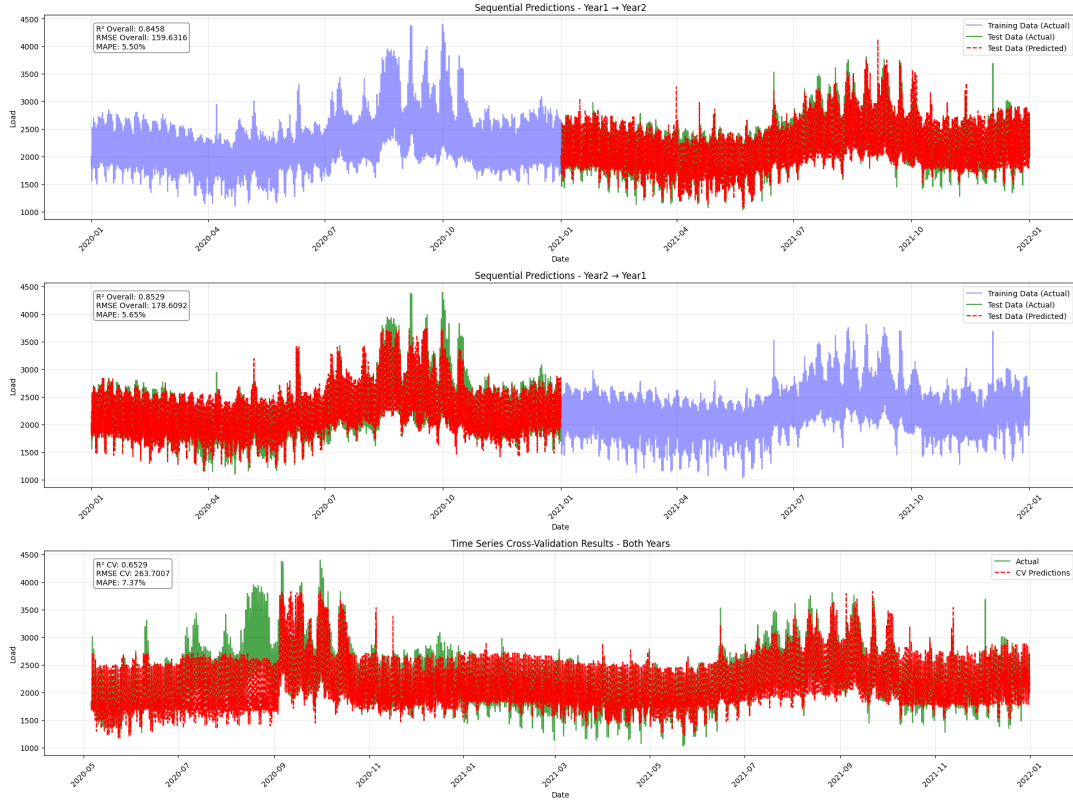 Sequential Predictions - Year1 → Year2
R² Overall: 0.8458
RMSE Overall: 159.6316
MAPE: 5.50%
Training Data (Actual)
Test Data (Actual)
Test Data (Predicted)
Load
4500
4000
3500
3000
2500
2000
1500
1000
2020-01
2020-04
2020-07
2020-10
2021-01
2021-04
2021-07
2021-10
2022-01
Date
Sequential Predictions - Year2 → Year1
R² Overall: 0.8529
RMSE Overall: 178.6092
MAPE: 5.65%
Training Data (Actual)
Test Data (Actual)
Test Data (Predicted)
Load
4500
4000
3500
3000
2500
2000
1500
1000
2020-01
2020-04
2020-07
2020-10
2021-01
2021-04
2021-07
2021-10
2022-01
Date
Time Series Cross-Validation Results - Both Years
R² CV: 0.6529
RMSE CV: 263.7007
MAPE: 7.37%
Actual
CV Predictions
Load
4500
4000
3500
3000
2500
2000
1500
1000
2020-05
2020-07
2020-09
2020-11
2021-01
2021-03
2021-05
2021-07
2021-09
2021-11
2022-01
Date